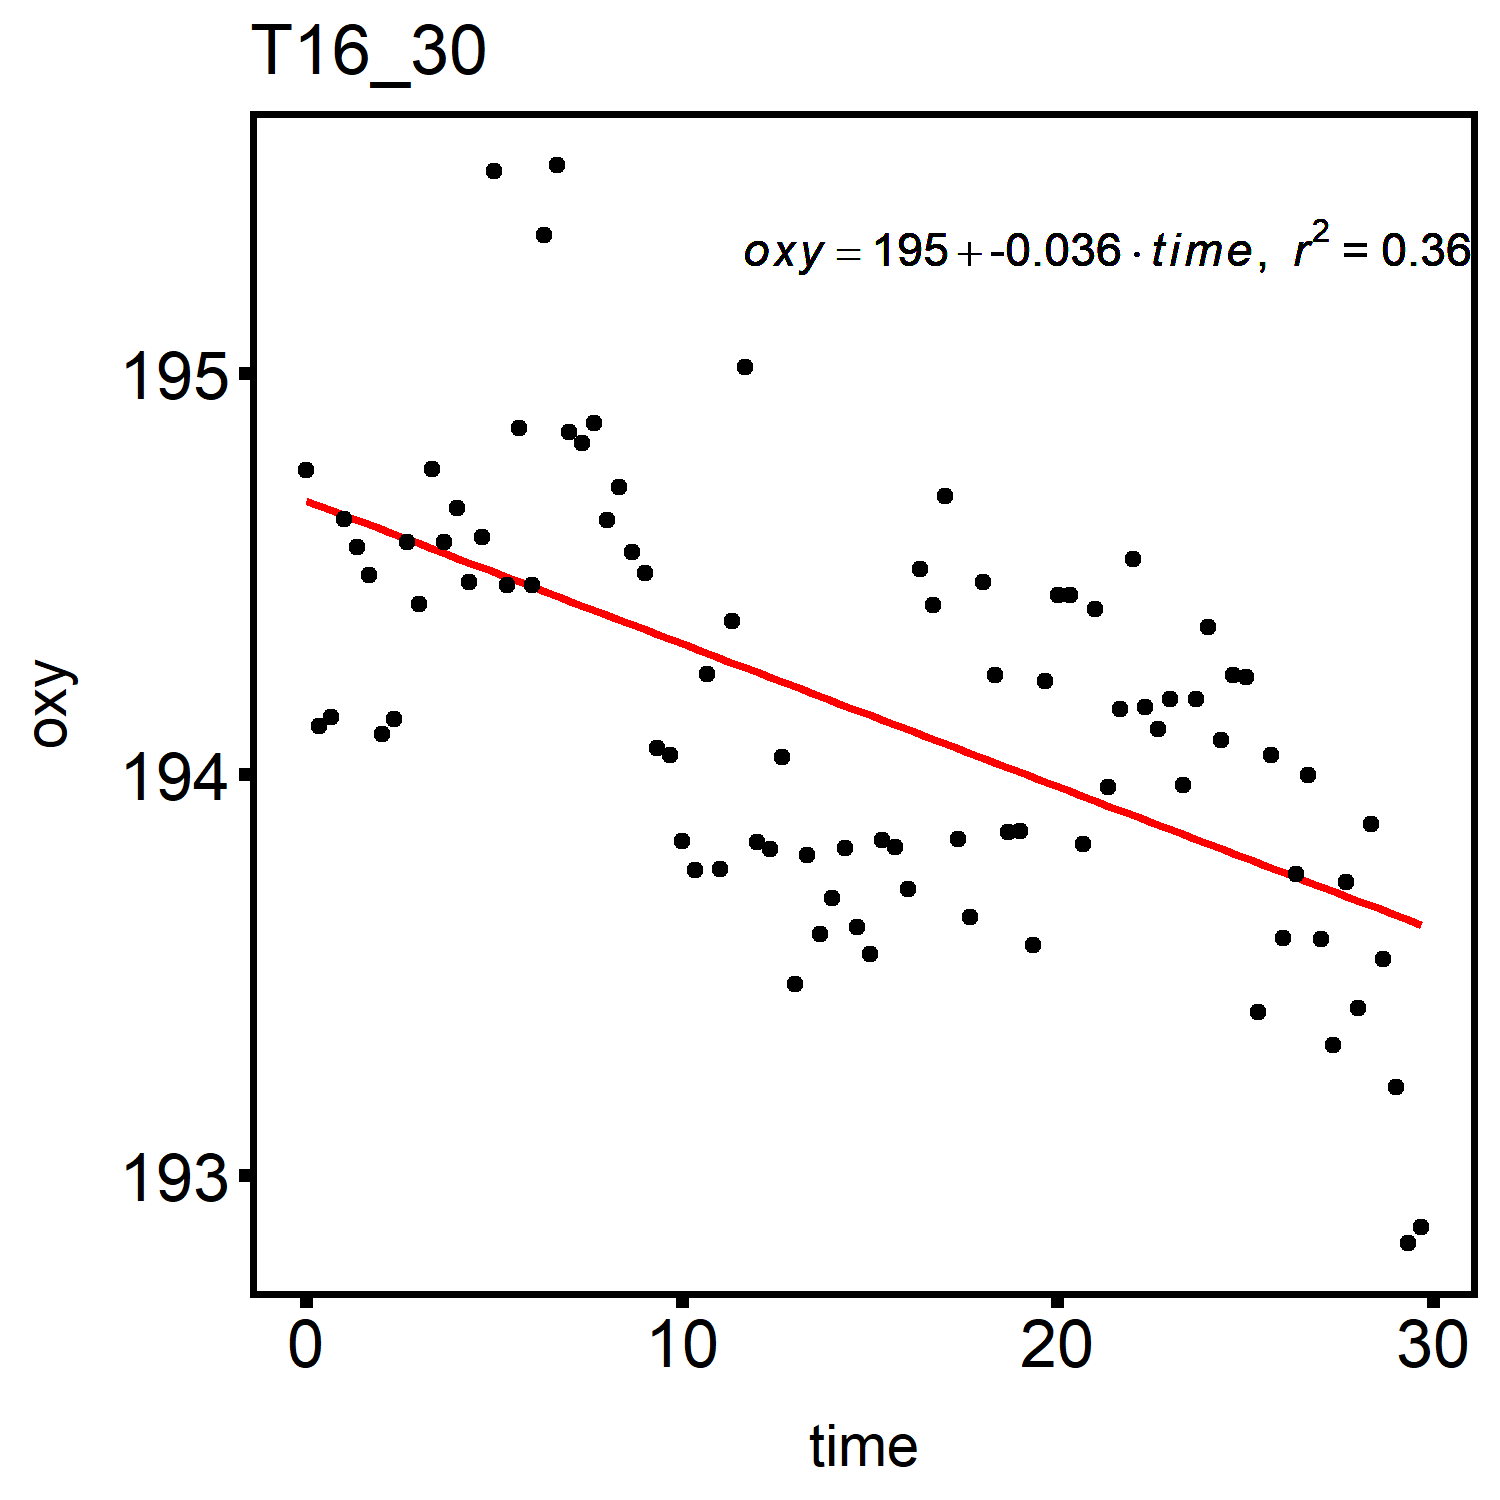 T16_30
oxy = 195 + -0.036 · time, r² = 0.36
195
194
193
oxy
0 10 20 30
time